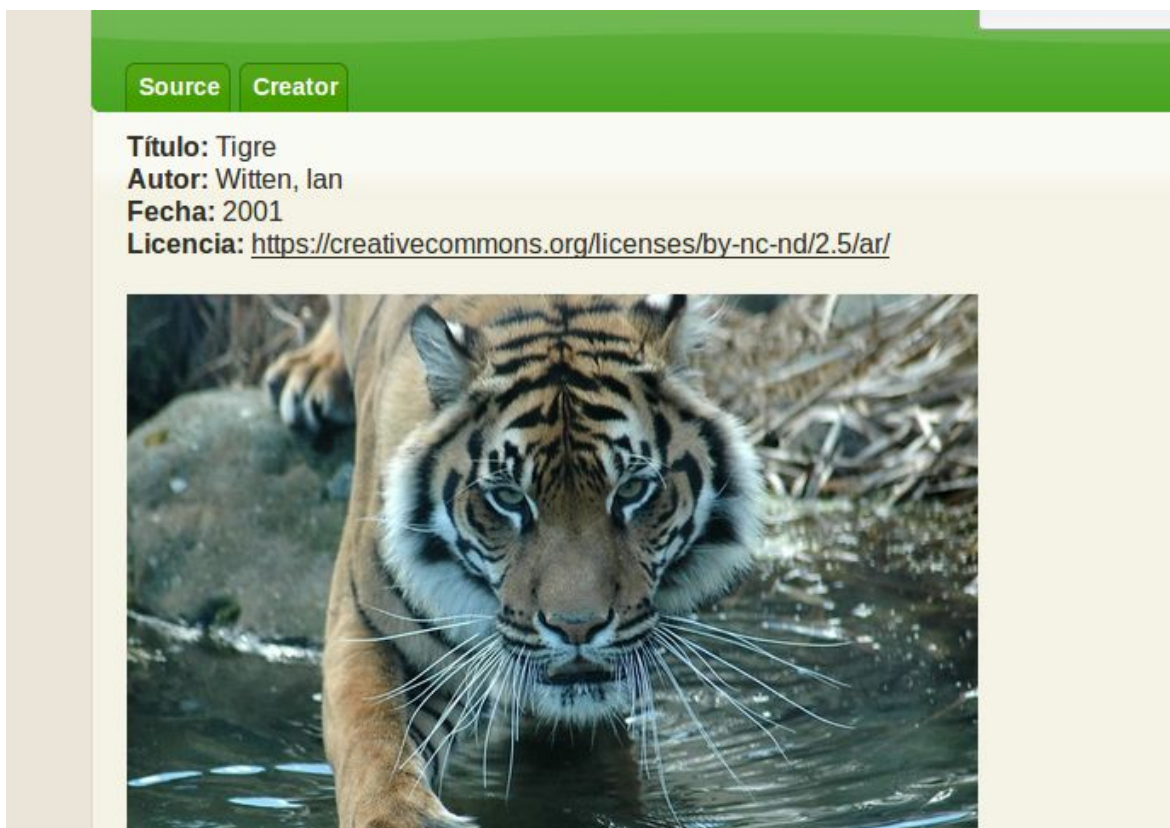 Source Creator
Título: Tigre
Autor: Witten, Ian
Fecha: 2001
Licencia: https://creativecommons.org/licenses/by-nc-nd/2.5/ar/